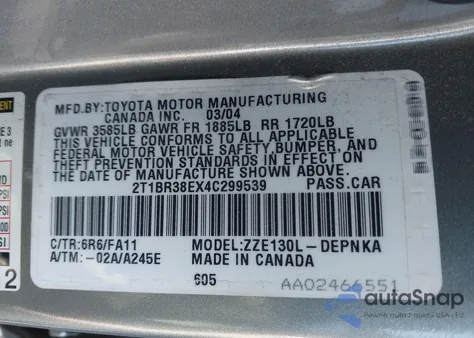 MFD.BY:TOYOTA MOTOR MANUFACTURING
CANADA INC. 03/04
GVWR 3585LB GAWR FR 1885LB RR 1720LB
THIS VEHICLE CONFORMS TO ALL APPLICABLE
FEDERAL MOTOR VEHICLE SAFETY,BUMPER, AND
THEFT PREVENTION STANDARDS IN EFFECT ON
THE DATE OF MANUFACTURE SHOWN ABOVE.
2T1BR38EX4C299539 PASS.CAR
C/TR:6R6/FA11 MODEL:ZZE130L-DEPNKA
A/TM:-02A/A245E MADE IN CANADA
605 AA02466551
autoSnap